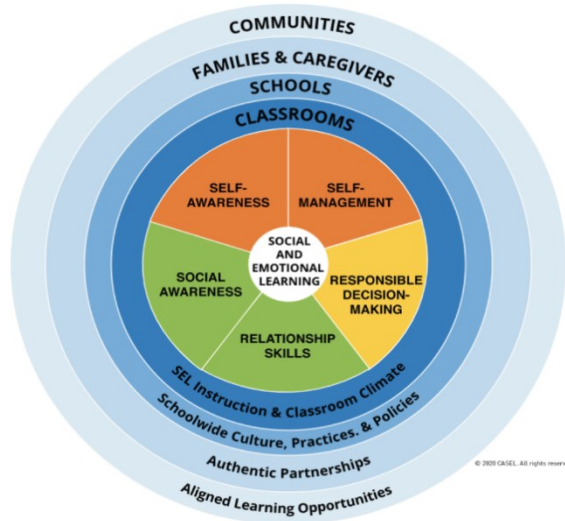 COMMUNITIES
FAMILIES & CAREGIVERS
SCHOOLS
CLASSROOMS
SELF-
AWARENESS
SELF-
MANAGEMENT
SOCIAL
AND
EMOTIONAL
LEARNING
SOCIAL
AWARENESS
RESPONSIBLE
DECISION-
MAKING
RELATIONSHIP
SKILLS
SEL Instruction & Classroom Climate
Schoolwide Culture, Practices. & Policies
Authentic Partnerships
Aligned Learning Opportunities
© 2020 CASEL. All rights reserv